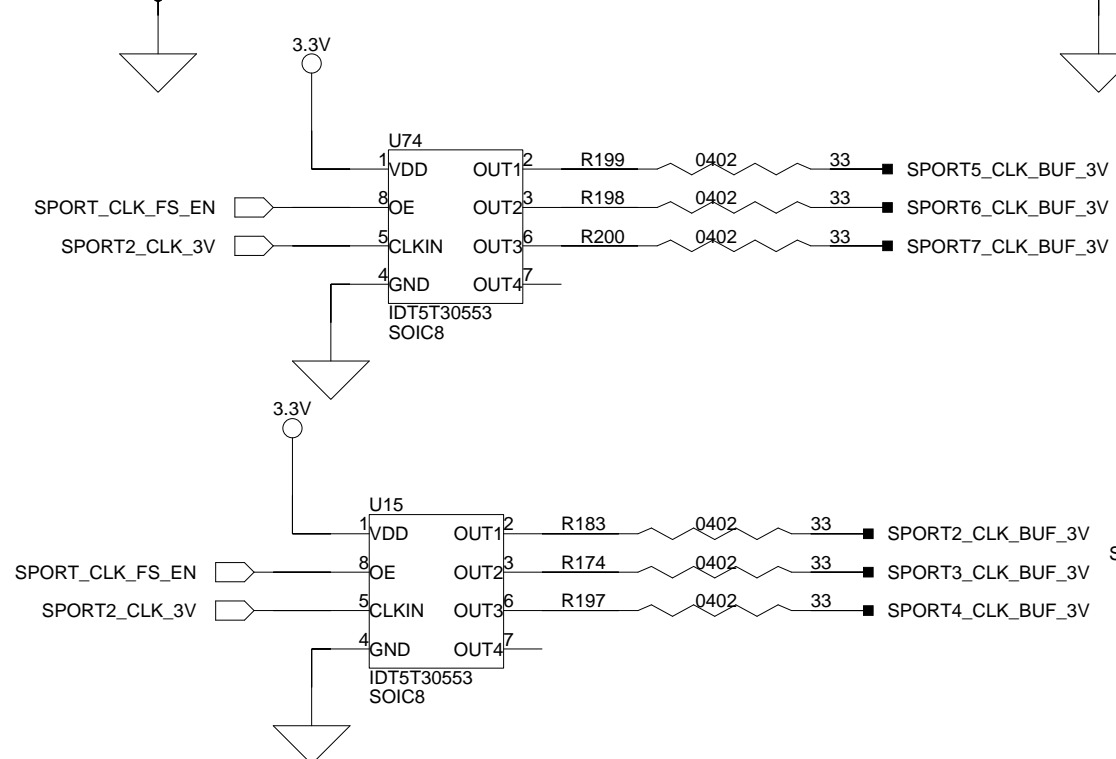 3.3V
U74
1 VDD OUT1 2 R199 0402 33 SPORT5_CLK_BUF_3V
SPORT_CLK_FS_EN 8 OE OUT2 3 R198 0402 33 SPORT6_CLK_BUF_3V
SPORT2_CLK_3V 5 CLKIN OUT3 6 R200 0402 33 SPORT7_CLK_BUF_3V
4 GND OUT4 7
IDT5T30553
SOIC8
3.3V
U15
1 VDD OUT1 2 R183 0402 33 SPORT2_CLK_BUF_3V
S
SPORT_CLK_FS_EN 8 OE OUT2 3 R174 0402 33 SPORT3_CLK_BUF_3V
SPORT2_CLK_3V 5 CLKIN OUT3 6 R197 0402 33 SPORT4_CLK_BUF_3V
4 GND OUT4 7
IDT5T30553
SOIC8